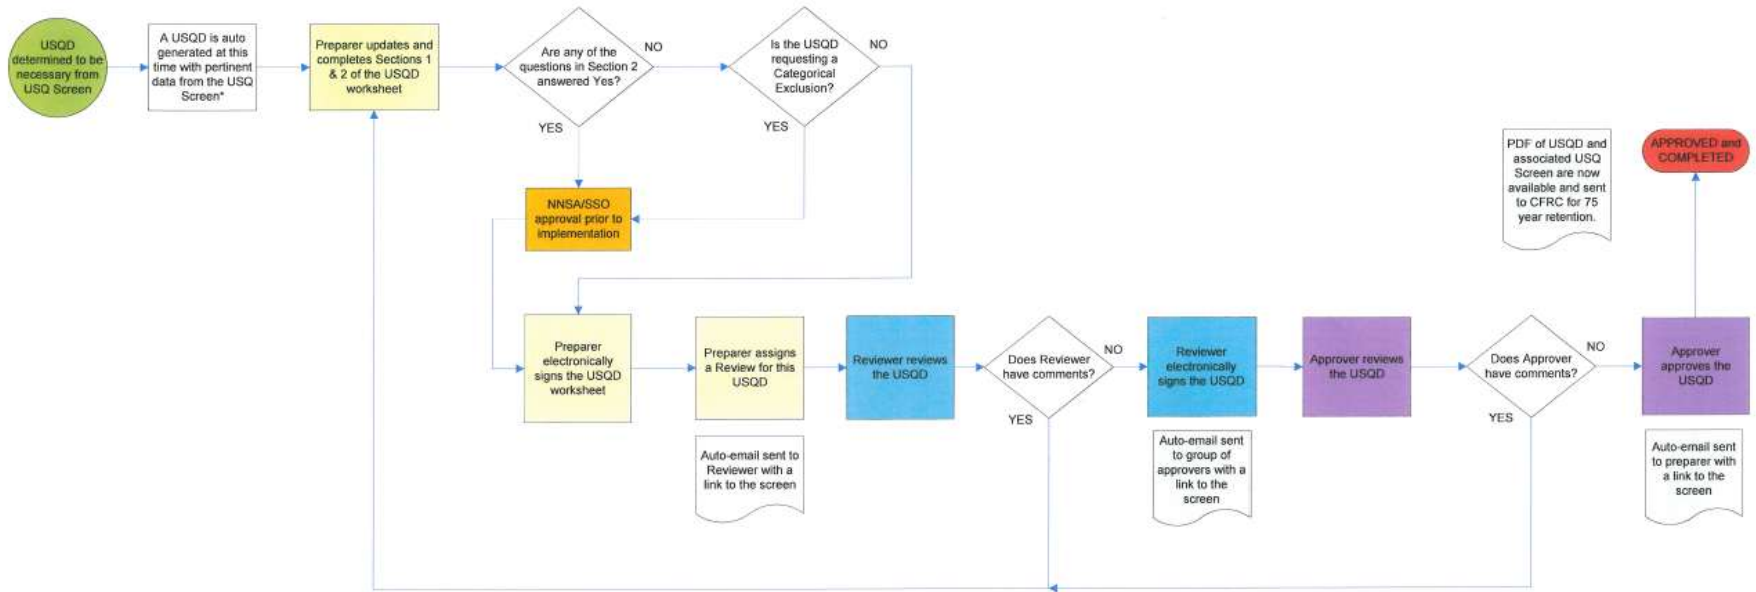 USQD
determined to be
necessary from
USQ Screen
A USQD is auto
generated at this
time with pertinent
data from the USQ
Screen*
Preparer updates and
completes Sections 1
& 2 of the USQD
worksheet
Are any of the
questions in Section 2
answered Yes?
NO
YES
Is the USQD
requesting a
Categorical
Exclusion?
NO
YES
NNSA/SSO
approval prior to
implementation
Preparer
electronically
signs the USQD
worksheet
Preparer assigns
a Review for this
USQD
Auto-email sent to
Reviewer with a
link to the screen
Reviewer reviews
the USQD
Does Reviewer
have comments?
NO
YES
Reviewer
electronically
signs the USQD
Auto-email sent
to group of
approvers with a
link to the
screen
Approver reviews
the USQD
Does Approver
have comments?
NO
YES
Approver
approves the
USQD
Auto-email sent
to preparer with
a link to the
screen
PDF of USQD and
associated USQ
Screen are now
available and sent
to CFRC for 75
year retention.
APPROVED and
COMPLETED